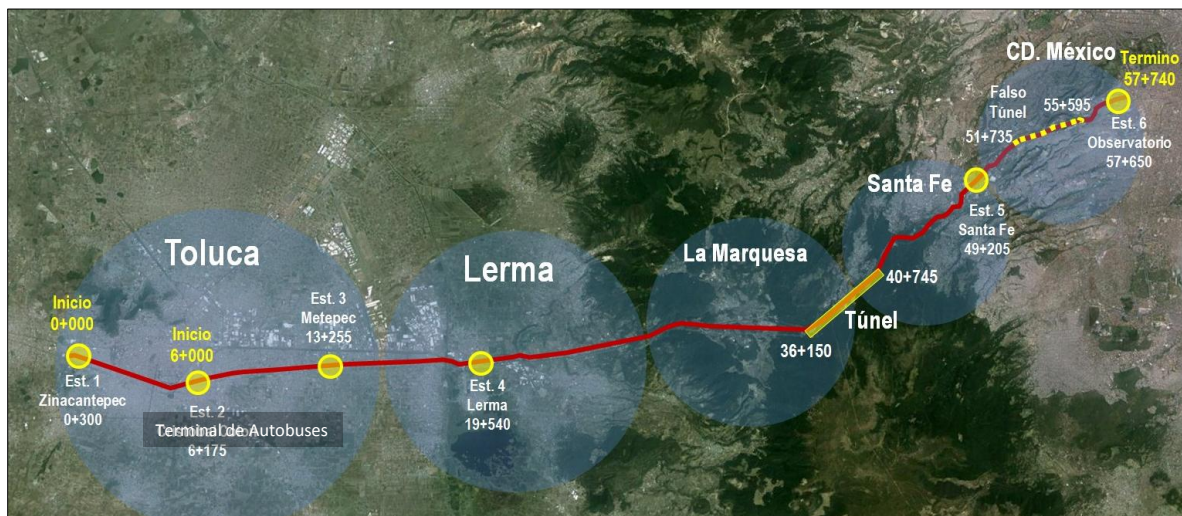 CD. México
Termino
57+740
Falso
Túnel
55+595
51+735
Est. 6
Observatorio
57+650
Santa Fe
Est. 5
Santa Fe
49+205
40+745
Túnel
36+150
La Marquesa
Lerma
Est. 4
Lerma
19+540
Toluca
Est. 3
Metepec
13+255
Inicio
0+000
Inicio
6+000
Est. 1
Zinacantepec
0+300
Est. 2
Terminal de Autobuses
6+175